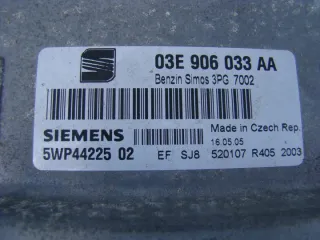 03E 906 033 AA
Benzin Simos 3PG 7002
Made in Czech Rep.
SIEMENS
16.05.05
5WP44225 02 EF SJ8 520107 R405 2003